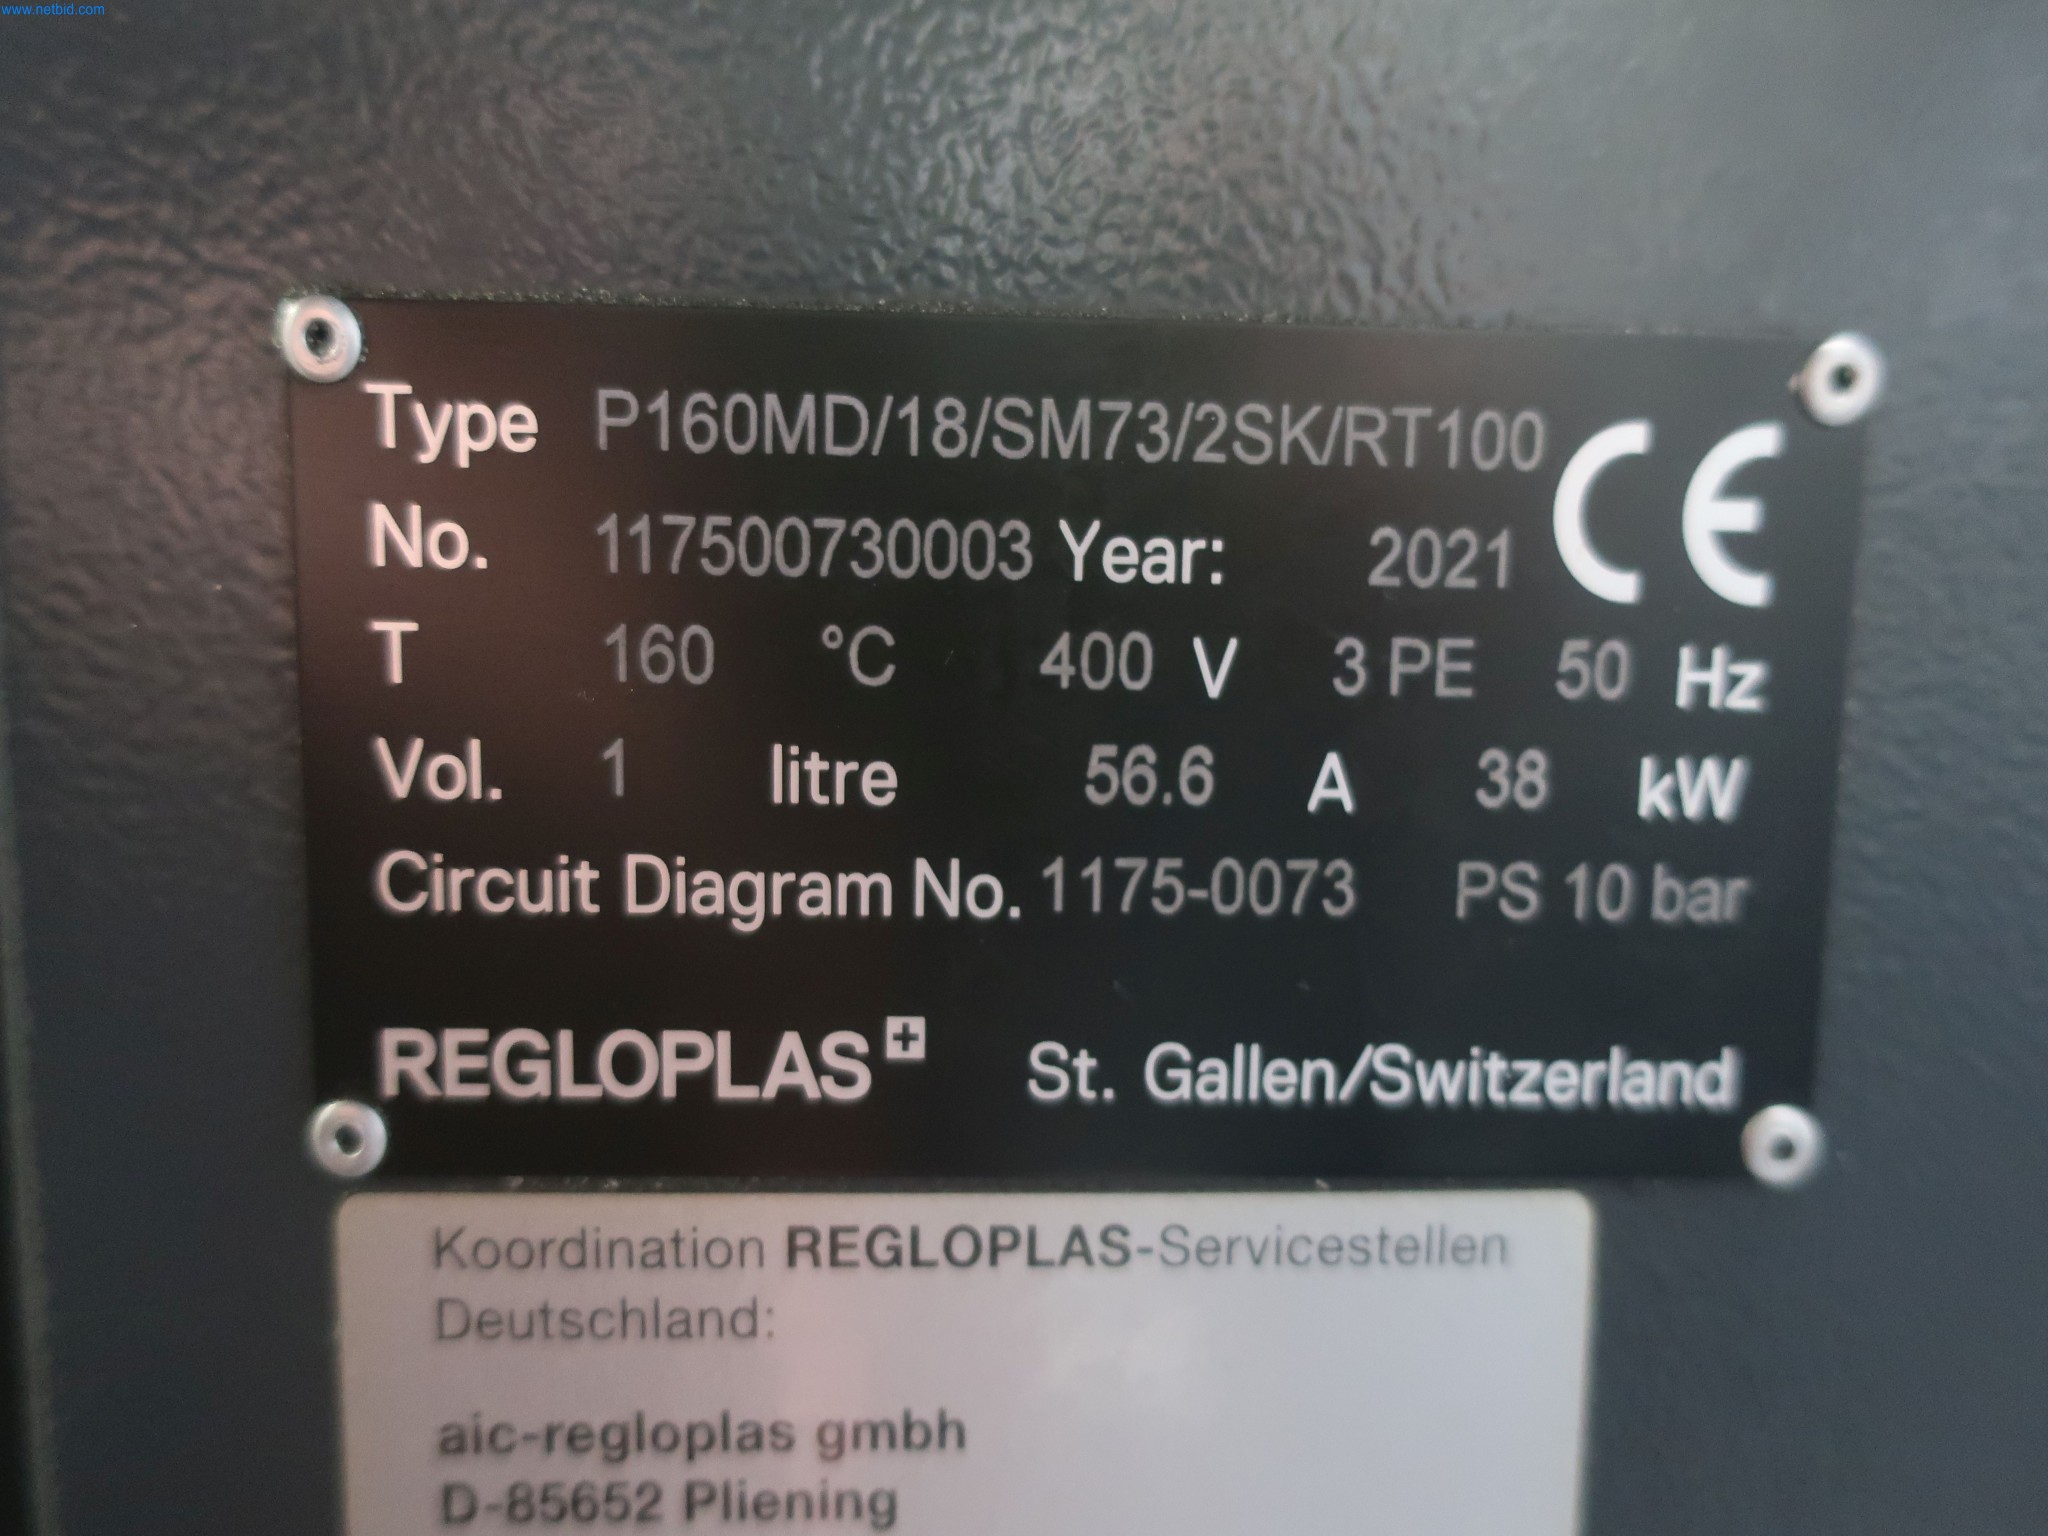 www.netbid.com
Type P160MD/18/SM73/2SK/RT100 CE
No. 117500730003 Year: 2021
T 160 °C 400 V 3 PE 50 Hz
Vol. 1 litre 56.6 A 38 kW
Circuit Diagram No. 1175-0073 PS 10 bar
REGLOPLAS+ St. Gallen/Switzerland
Koordination REGLOPLAS-Servicestellen
Deutschland:
aic-regloplas gmbh
D-85652 Pliening